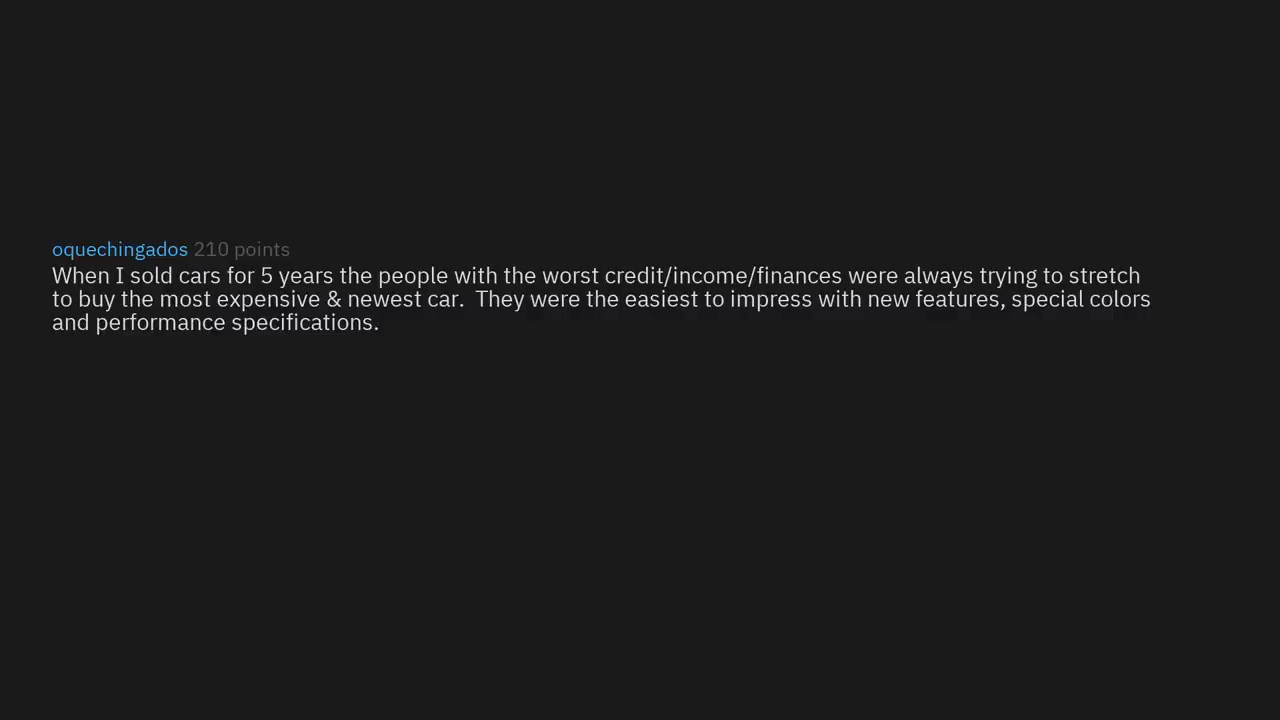 oquechingados 210 points
When I sold cars for 5 years the people with the worst credit/income/finances were always trying to stretch
to buy the most expensive & newest car.  They were the easiest to impress with new features, special colors
and performance specifications.